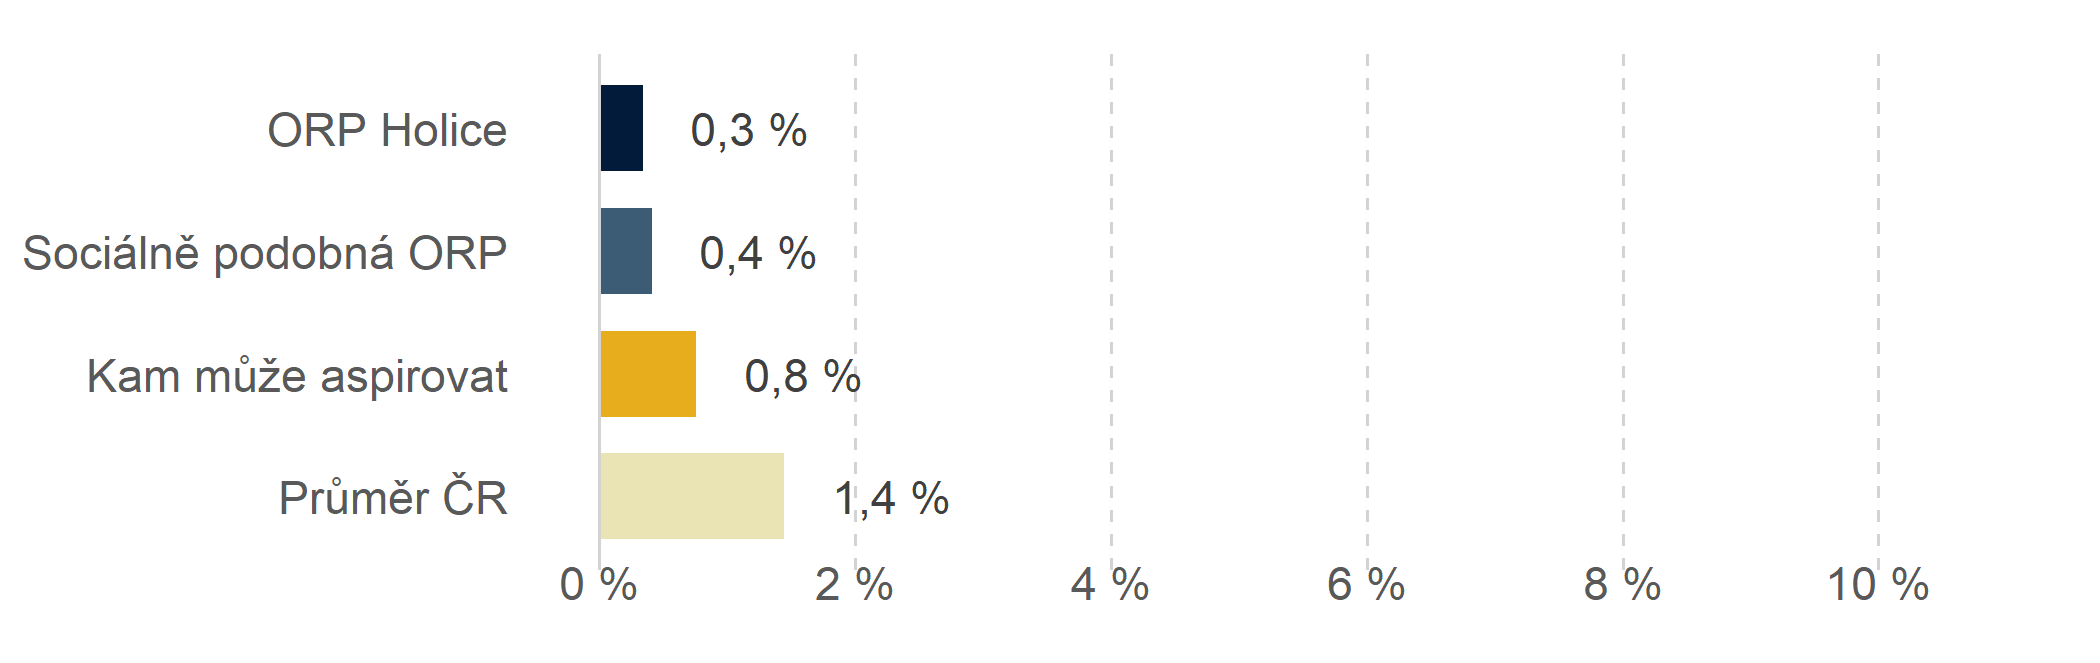 ORP Holice 0,3 %
Sociálně podobná ORP 0,4 %
Kam může aspirovat 0,8 %
Průměr ČR 1,4 %
0 % 2 % 4 % 6 % 8 % 10 %